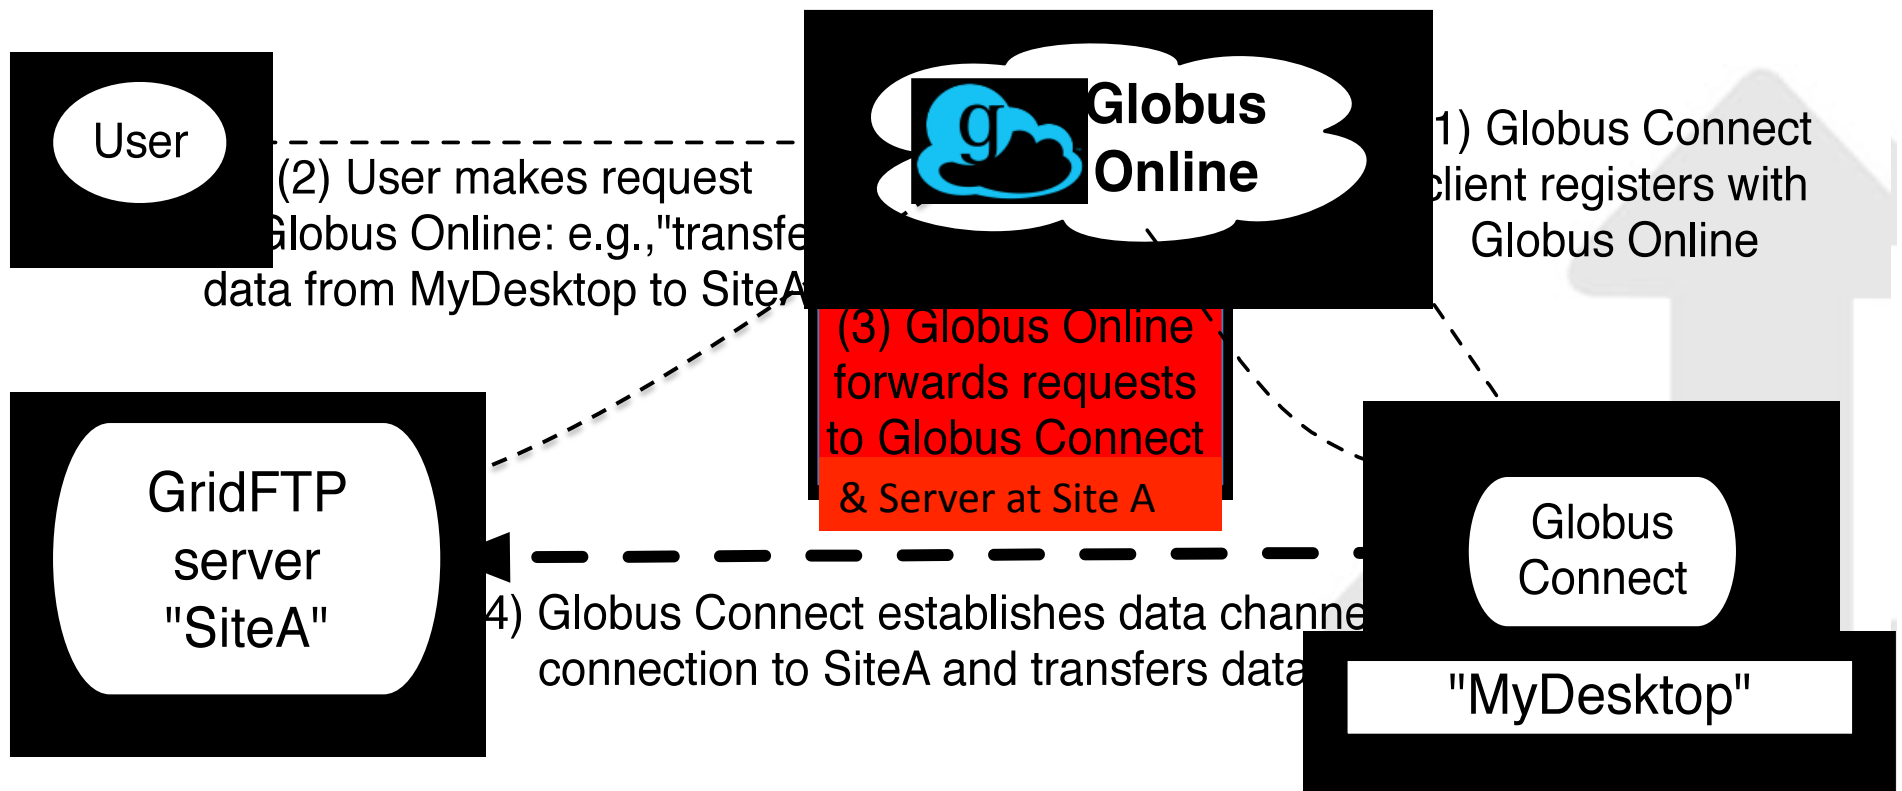 User
g
Globus
Online
1) Globus Connect
client registers with
Globus Online
(2) User makes request
Globus Online: e.g.,"transfe
data from MyDesktop to SiteA
(3) Globus Online
forwards requests
to Globus Connect
& Server at Site A
GridFTP
server
"SiteA"
Globus
Connect
4) Globus Connect establishes data channe
connection to SiteA and transfers data
"MyDesktop"